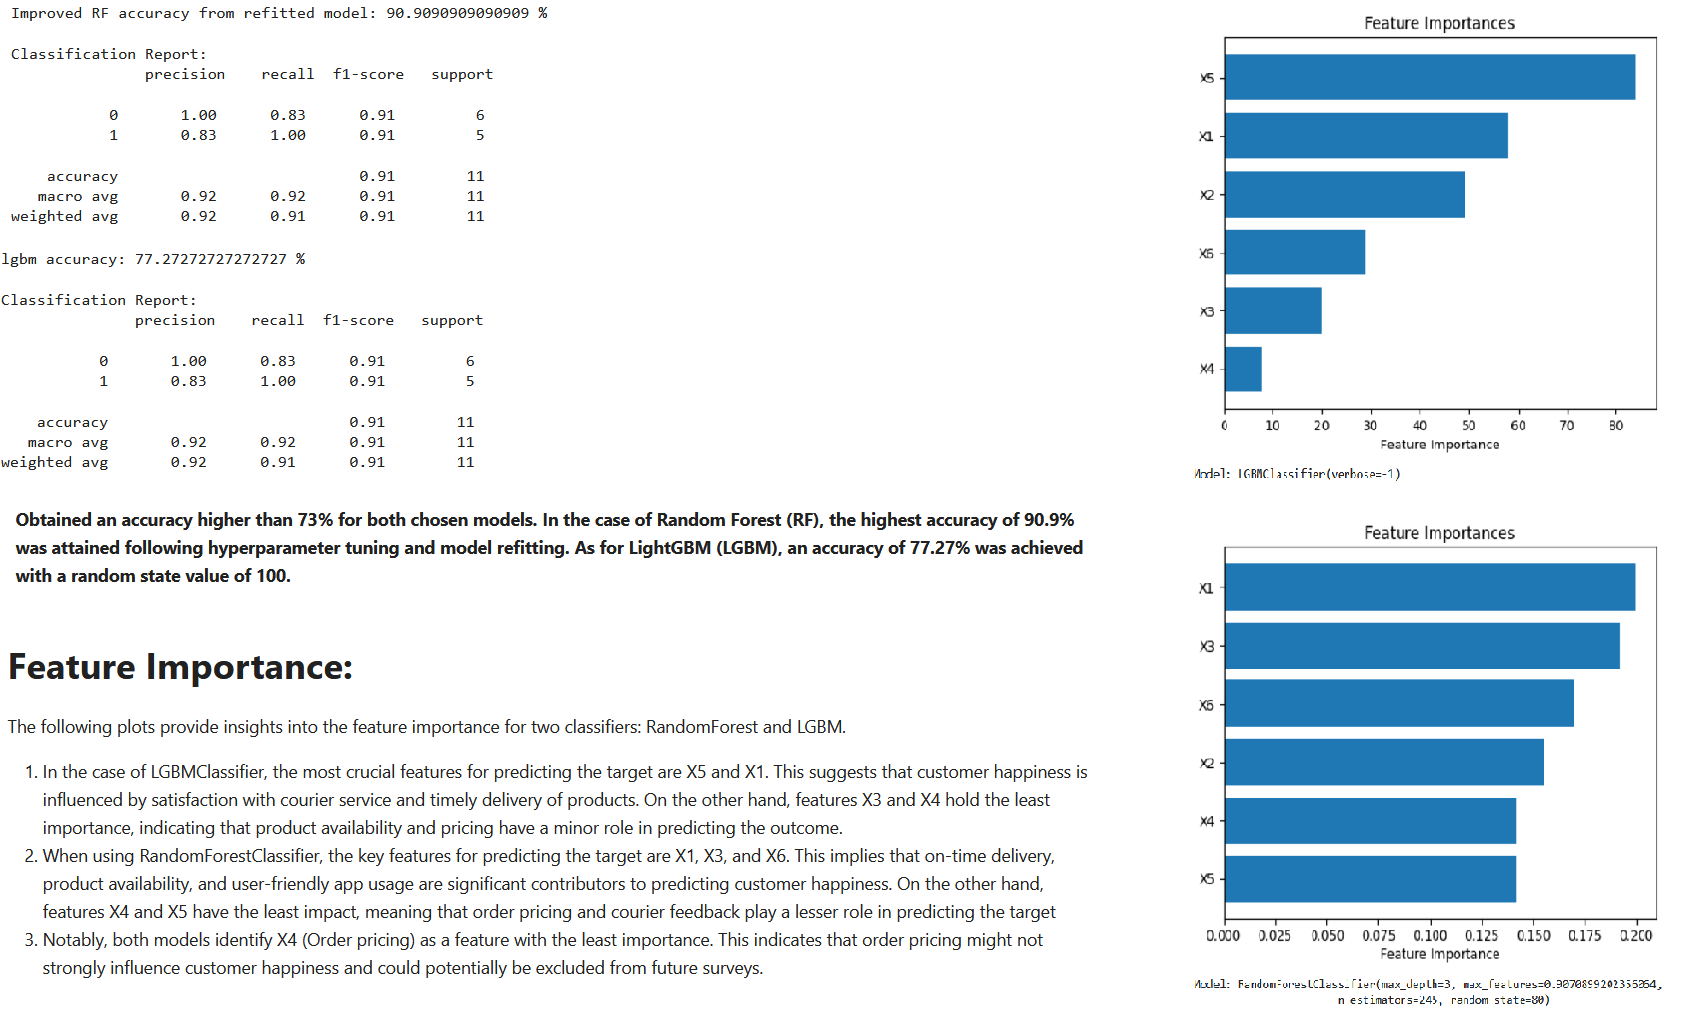 Improved RF accuracy from refitted model: 90.9090909090909 %
Classification Report:
precision recall f1-score support
0 1.00 0.83 0.91 6
1 0.83 1.00 0.91 5
accuracy 0.91 11
macro avg 0.92 0.92 0.91 11
weighted avg 0.92 0.91 0.91 11
lgbm accuracy: 77.27272727272727 %
Classification Report:
precision recall f1-score support
0 1.00 0.83 0.91 6
1 0.83 1.00 0.91 5
accuracy 0.91 11
macro avg 0.92 0.92 0.91 11
weighted avg 0.92 0.91 0.91 11
Obtained an accuracy higher than 73% for both chosen models. In the case of Random Forest (RF), the highest accuracy of 90.9%
was attained following hyperparameter tuning and model refitting. As for LightGBM (LGBM), an accuracy of 77.27% was achieved
with a random state value of 100.
Feature Importance:
The following plots provide insights into the feature importance for two classifiers: RandomForest and LGBM.
1. In the case of LGBMClassifier, the most crucial features for predicting the target are X5 and X1. This suggests that customer happiness is
influenced by satisfaction with courier service and timely delivery of products. On the other hand, features X3 and X4 hold the least
importance, indicating that product availability and pricing have a minor role in predicting the outcome.
2. When using RandomForestClassifier, the key features for predicting the target are X1, X3, and X6. This implies that on-time delivery,
product availability, and user-friendly app usage are significant contributors to predicting customer happiness. On the other hand,
features X4 and X5 have the least impact, meaning that order pricing and courier feedback play a lesser role in predicting the target
3. Notably, both models identify X4 (Order pricing) as a feature with the least importance. This indicates that order pricing might not
strongly influence customer happiness and could potentially be excluded from future surveys.
Feature Importances
X5
X1
X2
X6
X3
X4
0 10 20 30 40 50 60 70 80
Feature Importance
Model: LGBMClassifier(verbose=-1)
Feature Importances
X1
X3
X6
X2
X4
X5
0.000 0.025 0.050 0.075 0.100 0.125 0.150 0.175 0.200
Feature Importance
Model: RandomForestClassifier(max_depth=3,
n_estimators=245, random_state=80)